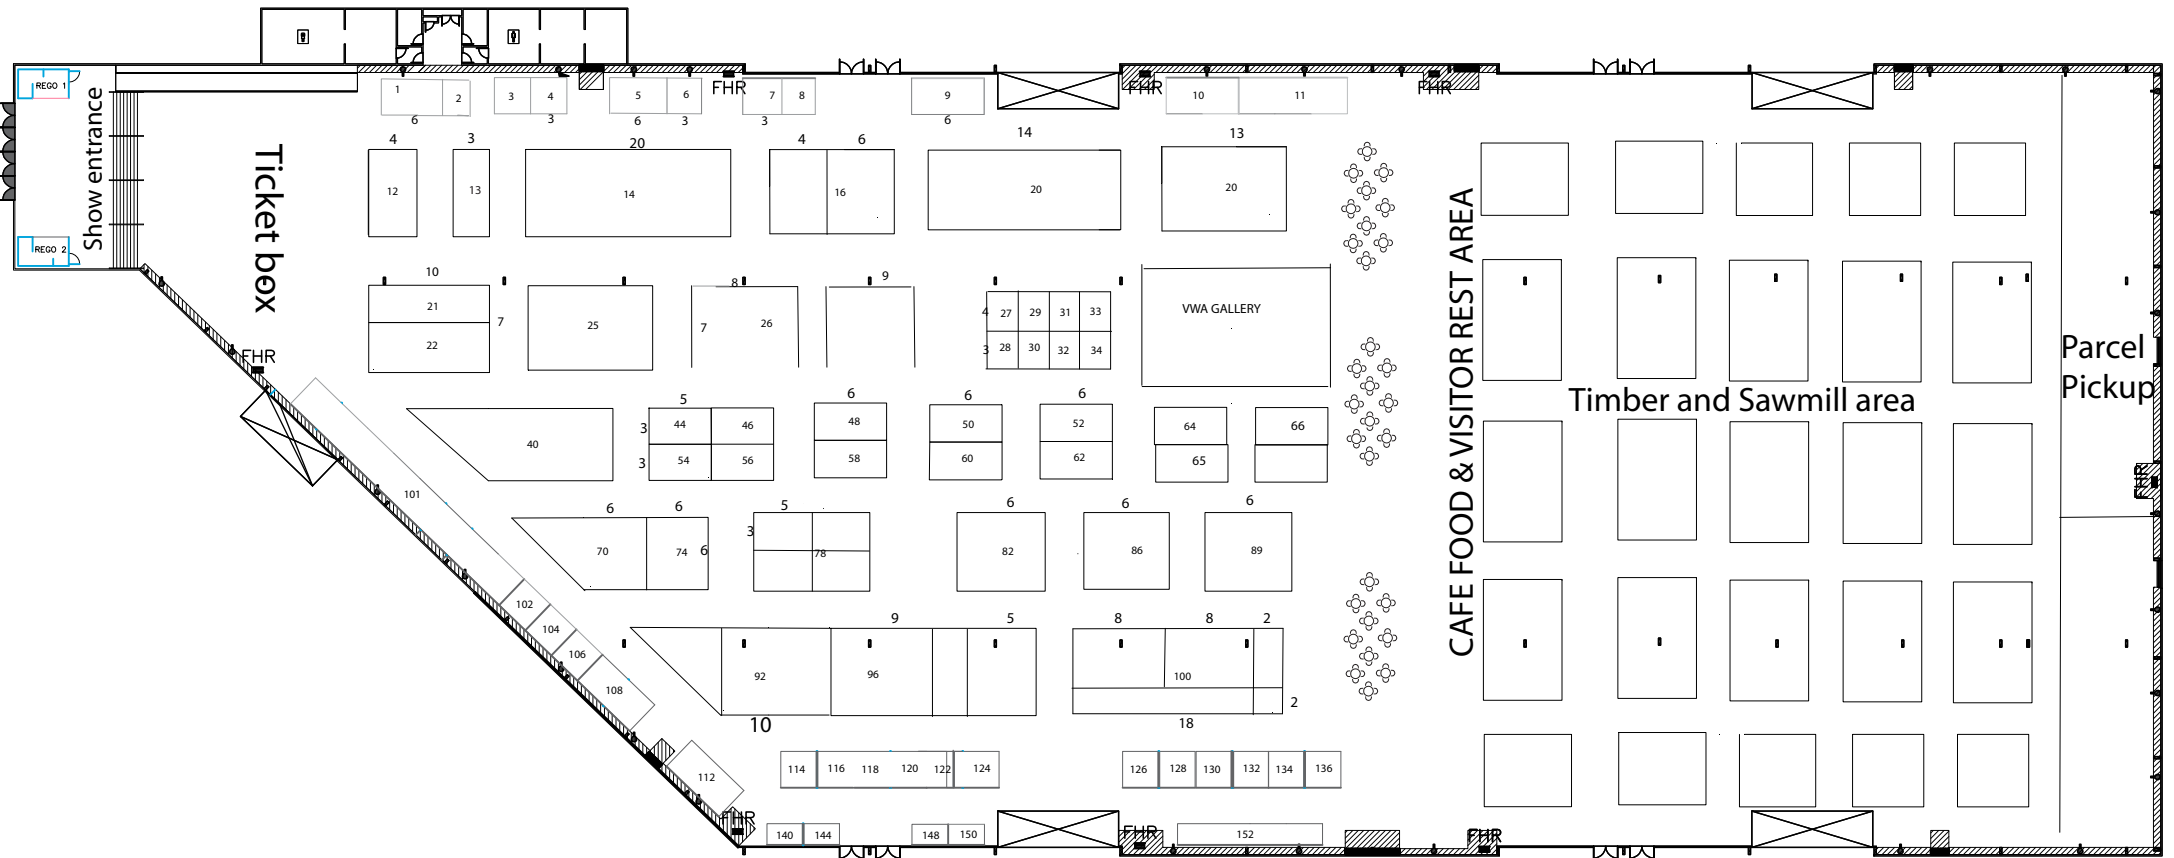 REGO 1
REGO 2
Show entrance
Ticket box
FHR
FHR
FHR
1 2 3 4 5 6 7 8 9 10 11
6 3 6 3 3 6
4 3 20 4 6 14 13
12 13 14 16 20 20
10 8 9
21 7 25 7 26 4 27 29 31 33 VWA GALLERY
22 3 28 30 32 34
FHR
5 6 6 6
40 3 44 46 48 50 52 64 66
3 54 56 58 60 62 65
101
6 6 5 6 6 6
70 74 6 3 78 82 86 89
102
104
106
108
9 5 8 8 2
92 96 100
2
10 18
112
114 116 118 120 122 124 126 128 130 132 134 136
FHR
140 144 148 150 152
FHR
FHR
CAFE FOOD & VISITOR REST AREA
Timber and Sawmill area
Parcel
Pickup
FHR